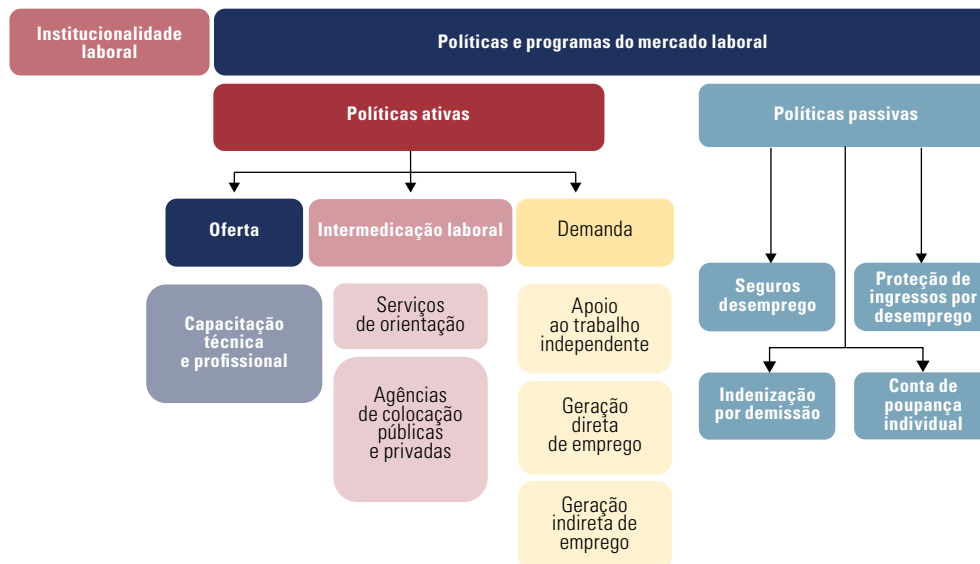 Institucionalidade
laboral
Políticas e programas do mercado laboral
Políticas ativas
Políticas passivas
Oferta
Intermedicação laboral
Demanda
Capacitação
técnica
e profissional
Serviços
de orientação
Agências
de colocação
públicas
e privadas
Apoio
ao trabalho
independente
Geração
direta
de emprego
Geração
indireta de
emprego
Seguros
desemprego
Proteção de
ingressos por
desemprego
Indenização
por demissão
Conta de
poupança
individual